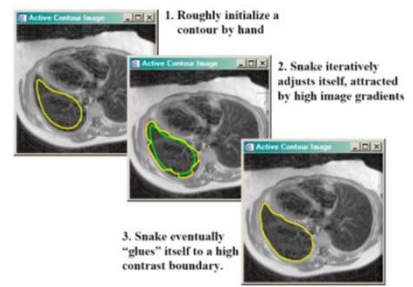 Active Contour Image
1. Roughly initialize a
contour by hand
Active Contour Image
2. Snake iteratively
adjusts itself, attracted
by high image gradients
Active Contour Image
3. Snake eventually
“glues” itself to a high
contrast boundary.